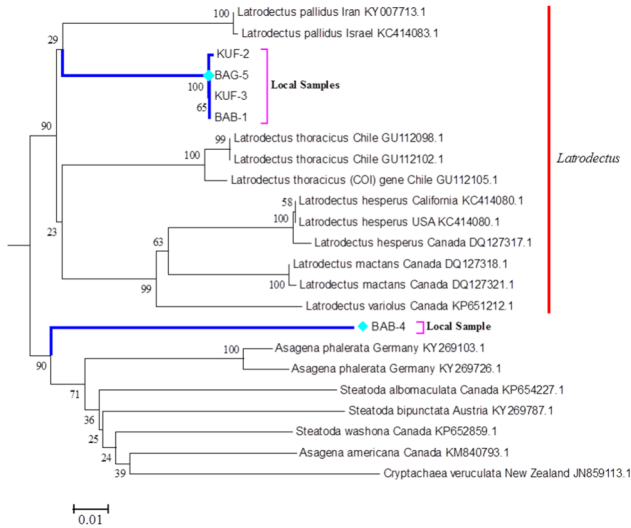 100
Latrodectus pallidus Iran KY007713.1
Latrodectus pallidus Israel KC414083.1
29
KUF-2
BAG-5
100
KUF-3
65
BAB-1
Local Samples
90
99
Latrodectus thoracicus Chile GU112098.1
100
Latrodectus thoracicus Chile GU112102.1
Latrodectus
Latrodectus thoracicus (COI) gene Chile GU112105.1
58
Latrodectus hesperus California KC414080.1
100
Latrodectus hesperus USA KC414080.1
23
63
Latrodectus hesperus Canada DQ127317.1
Latrodectus mactans Canada DQ127318.1
99
100
Latrodectus mactans Canada DQ127321.1
Latrodectus variolus Canada KP651212.1
BAB-4
Local Sample
90
100
Asagena phalerata Germany KY269103.1
Asagena phalerata Germany KY269726.1
71
Steatoda albomaculata Canada KP654227.1
36
Steatoda bipunctata Austria KY269787.1
25
Steatoda washona Canada KP652859.1
24
Asagena americana Canada KM840793.1
39
Cryptachaea veruculata New Zealand JN859113.1
0.01